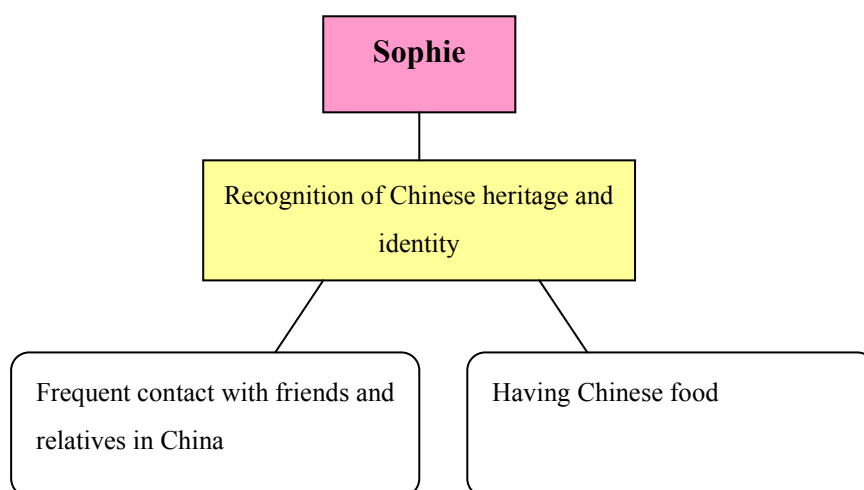 Sophie
Recognition of Chinese heritage and
identity
Frequent contact with friends and
relatives in China
Having Chinese food